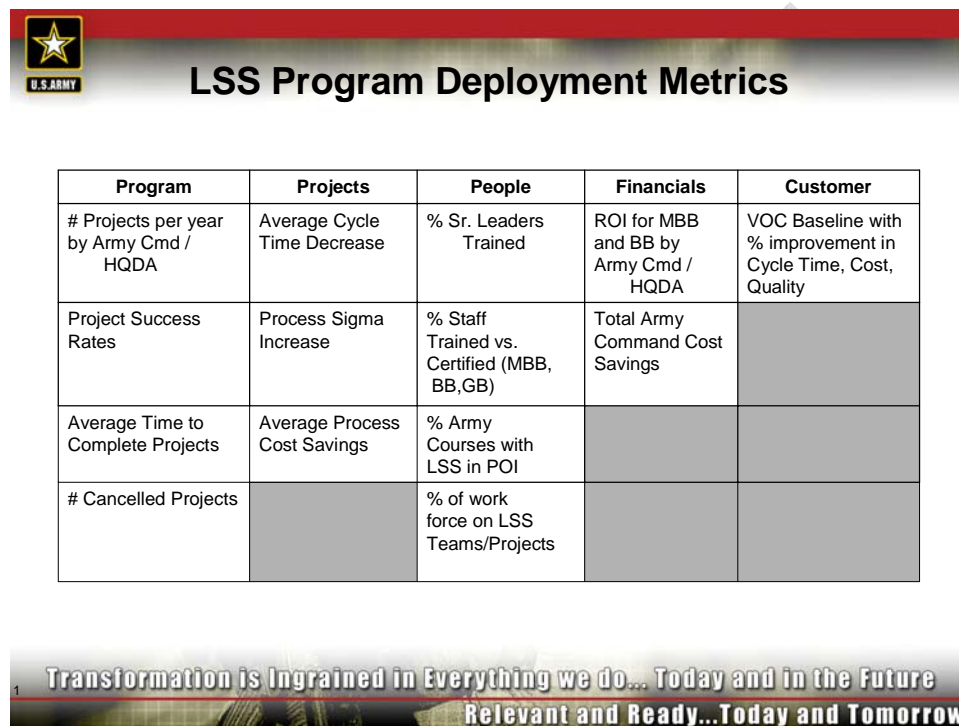 U.S.ARMY
LSS Program Deployment Metrics
Program Projects People Financials Customer
# Projects per year
by Army Cmd /
HQDA
Average Cycle
Time Decrease
% Sr. Leaders
Trained
ROI for MBB
and BB by
Army Cmd /
HQDA
VOC Baseline with
% improvement in
Cycle Time, Cost,
Quality
Project Success
Rates
Process Sigma
Increase
% Staff
Trained vs.
Certified (MBB,
BB,GB)
Total Army
Command Cost
Savings
Average Time to
Complete Projects
Average Process
Cost Savings
% Army
Courses with
LSS in POI
# Cancelled Projects
% of work
force on LSS
Teams/Projects
1
Transformation is Ingrained in Everything we do... Today and in the Future
Relevant and Ready...Today and Tomorrow